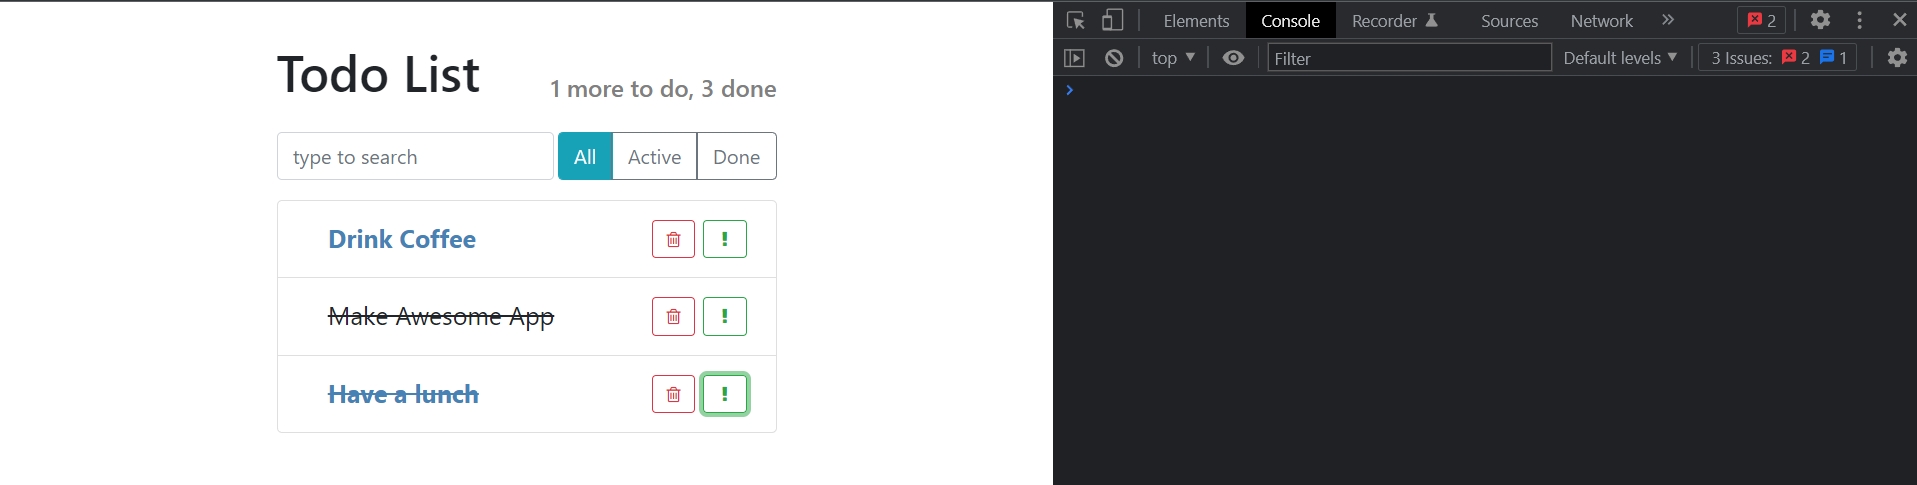 Elements Console Recorder Sources Network » 2
top Filter Default levels 3 Issues: 2 1
Todo List 1 more to do, 3 done
type to search All Active Done
Drink Coffee !
Make Awesome App !
Have a lunch !